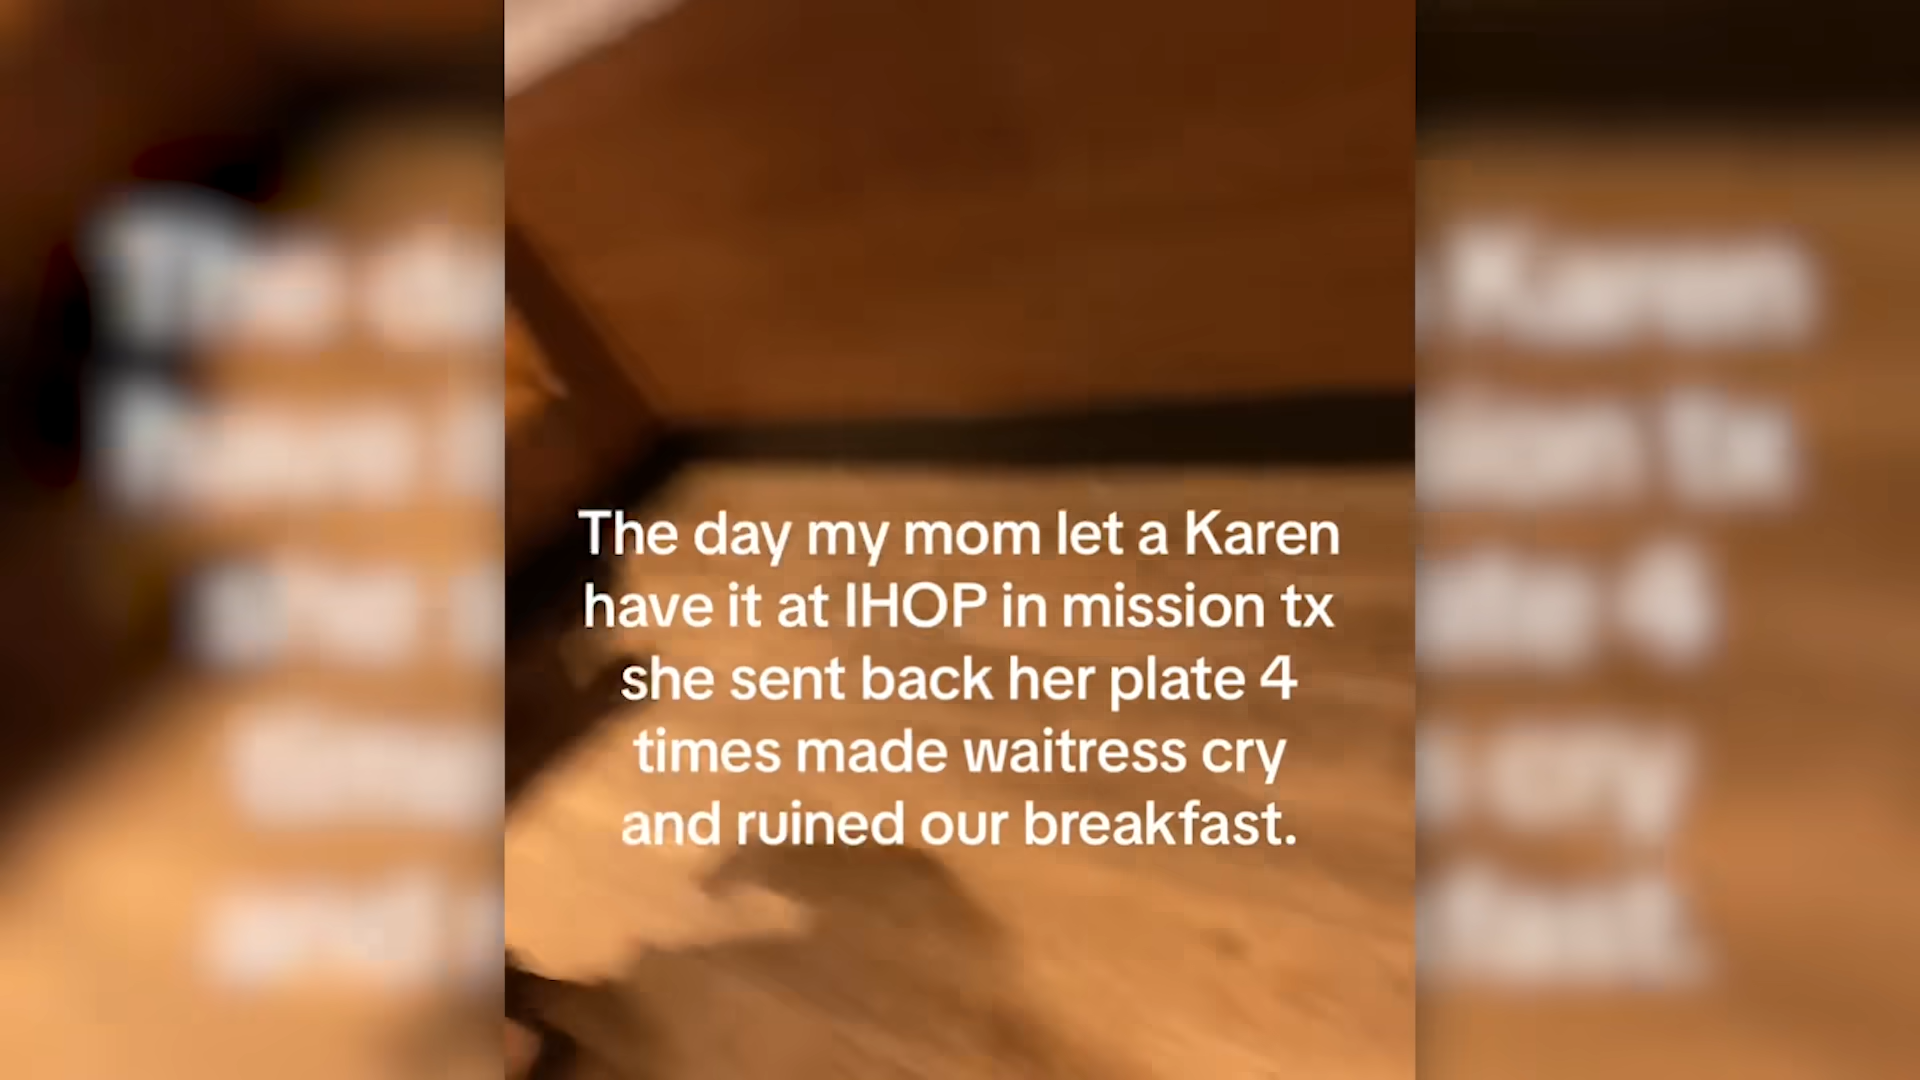 The day my mom let a Karen
have it at IHOP in mission tx
she sent back her plate 4
times made waitress cry
and ruined our breakfast.